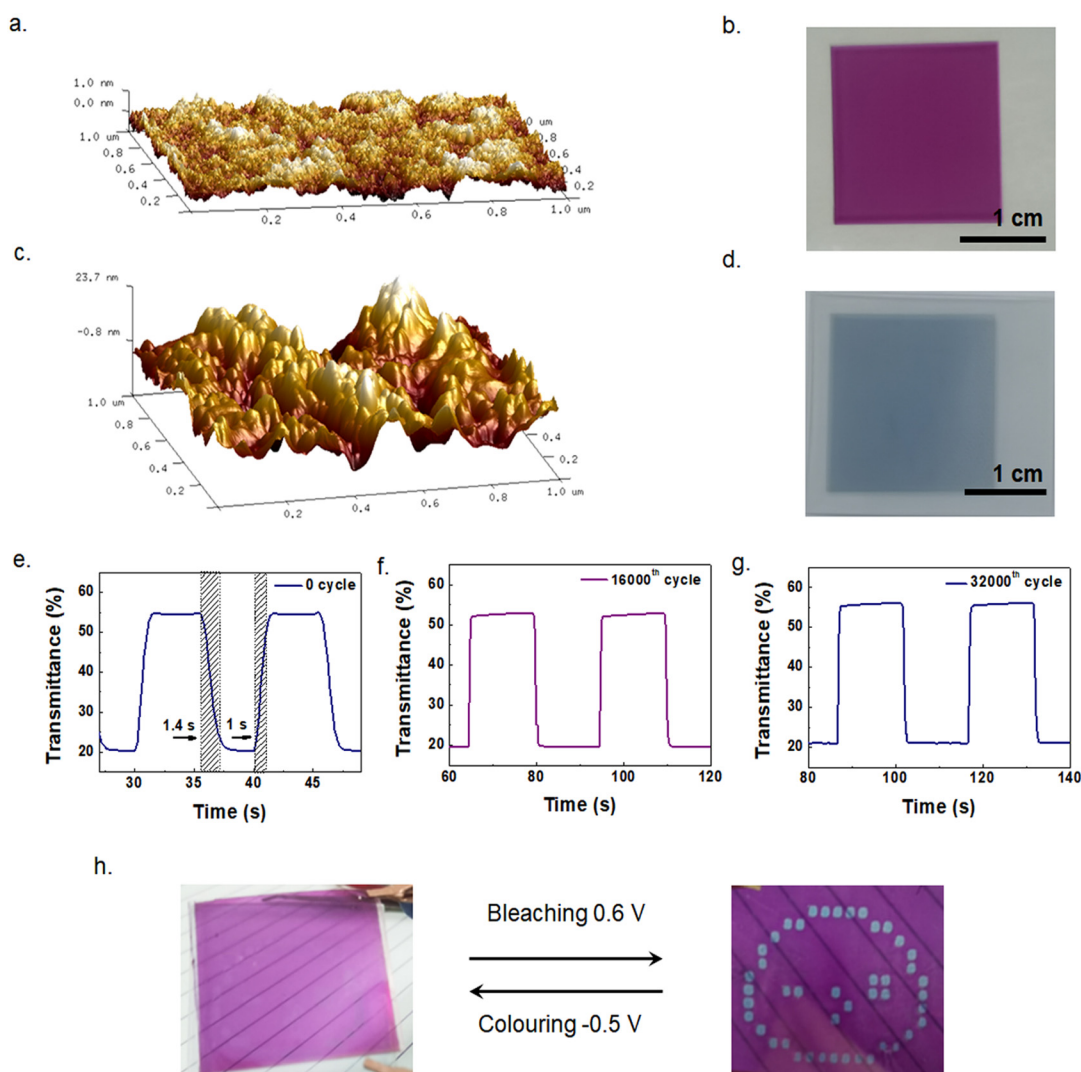 a.
1.0 nm
0.0 nm
1.0 um
0.8
0.6
0.4
0.2
0.2
0.4
0.6
0.8
1.0 um
0.2
0.4
0.6
0.8
0 um
b.
1 cm
c.
23.7 nm
-0.8 nm
1.0 um
0.8
0.6
0.4
0.2
0.2
0.4
0.6
0.8
1.0 um
0.2
0.4
d.
1 cm
e.
Transmittance (%)
60
50
40
30
20
0 cycle
1.4 s
1 s
30
35
40
45
Time (s)
f.
Transmittance (%)
60
50
40
30
20
16000th cycle
60
80
100
120
Time (s)
g.
Transmittance (%)
60
50
40
30
20
32000th cycle
80
100
120
140
Time (s)
h.
Bleaching 0.6 V
Colouring -0.5 V